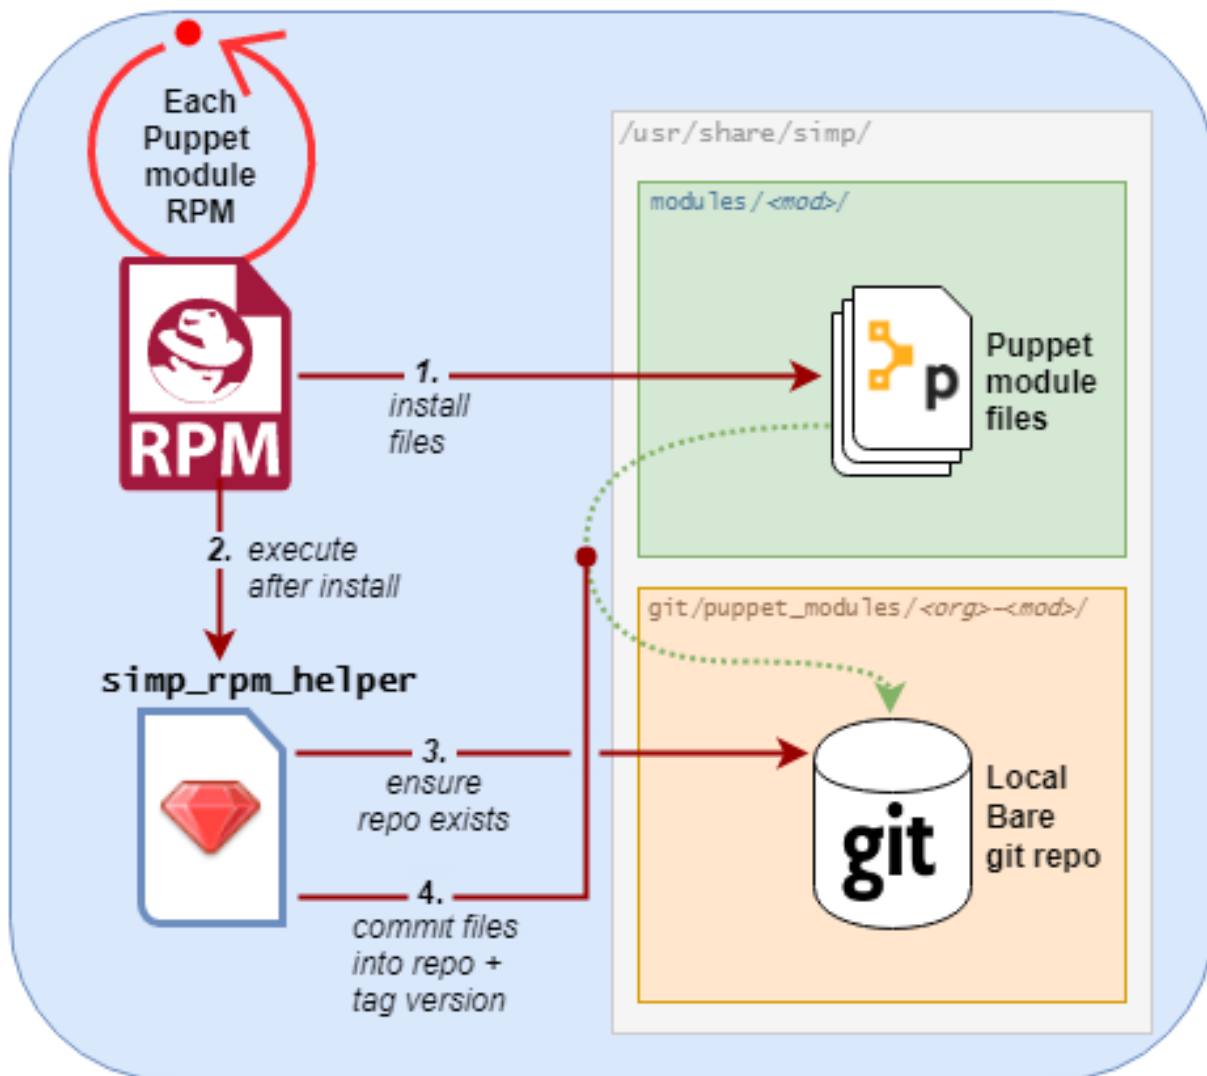 Each
Puppet
module
RPM
/usr/share/simp/
modules/<mod>/
RPM
1.
install
files
p
Puppet
module
files
2. execute
after install
git/puppet_modules/<org>-<mod>/
simp_rpm_helper
3.
ensure
repo exists
git
Local
Bare
git repo
4.
commit files
into repo +
tag version